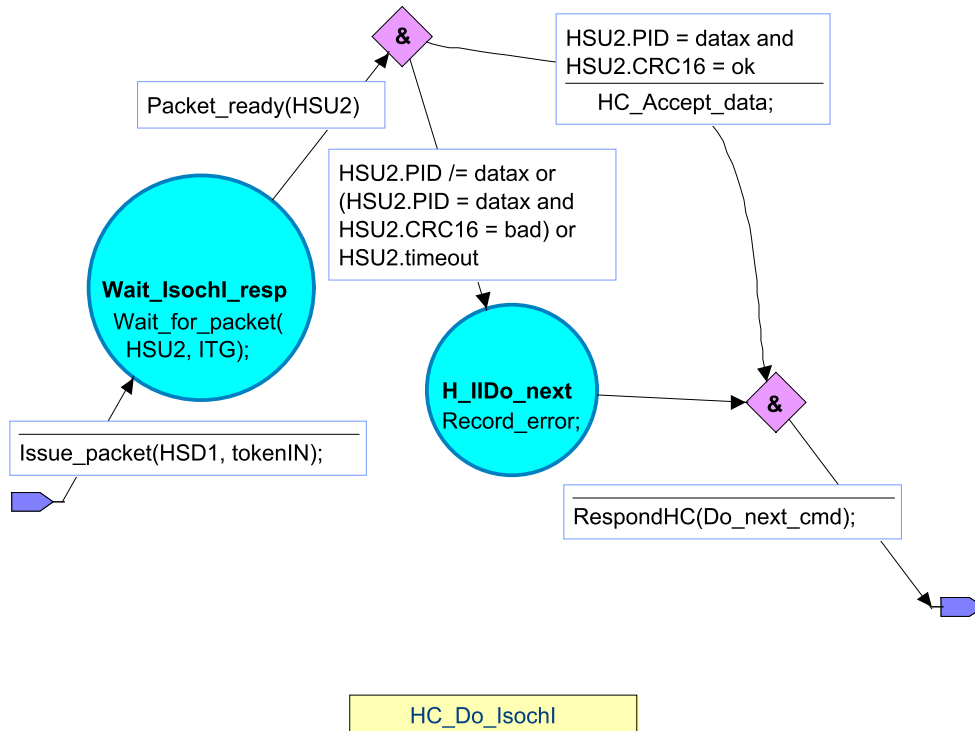 &
HSU2.PID = datax and
HSU2.CRC16 = ok
HC_Accept_data;
Packet_ready(HSU2)
HSU2.PID /= datax or
(HSU2.PID = datax and
HSU2.CRC16 = bad) or
HSU2.timeout
Wait_IsochI_resp
Wait_for_packet(
HSU2, ITG);
H_IIDo_next
Record_error;
&
Issue_packet(HSD1, tokenIN);
RespondHC(Do_next_cmd);
HC_Do_IsochI